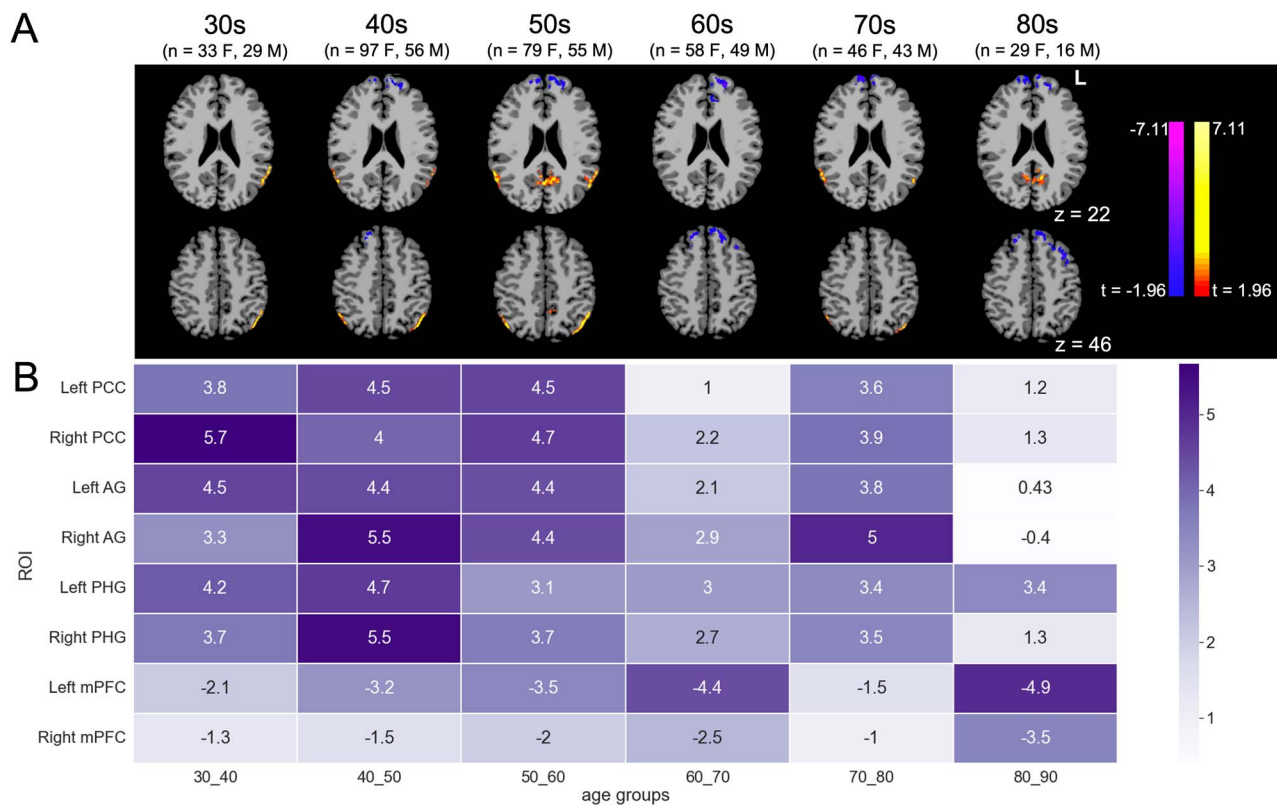 A
30s 40s 50s 60s 70s 80s
(n = 33 F, 29 M) (n = 97 F, 56 M) (n = 79 F, 55 M) (n = 58 F, 49 M) (n = 46 F, 43 M) (n = 29 F, 16 M)
L
-7.11 7.11
z = 22
t = -1.96 t = 1.96
z = 46
B
Left PCC 3.8 4.5 4.5 1 3.6 1.2
Right PCC 5.7 4 4.7 2.2 3.9 1.3
Left AG 4.5 4.4 4.4 2.1 3.8 0.43
Right AG 3.3 5.5 4.4 2.9 5 -0.4
Left PHG 4.2 4.7 3.1 3 3.4 3.4
Right PHG 3.7 5.5 3.7 2.7 3.5 1.3
Left mPFC -2.1 -3.2 -3.5 -4.4 -1.5 -4.9
Right mPFC -1.3 -1.5 -2 -2.5 -1 -3.5
ROI
30_40 40_50 50_60 60_70 70_80 80_90
age groups
5
4
3
2
1